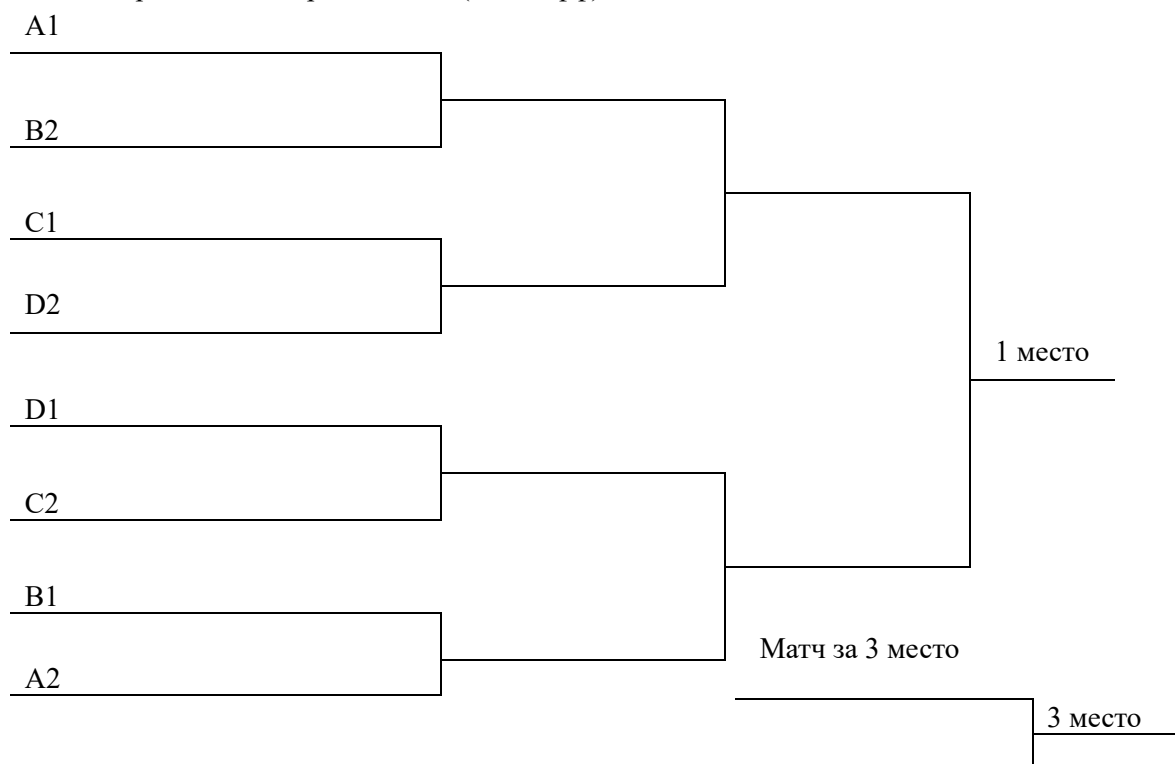 A1
B2
C1
D2
1 место
D1
C2
B1
Матч за 3 место
A2
3 место